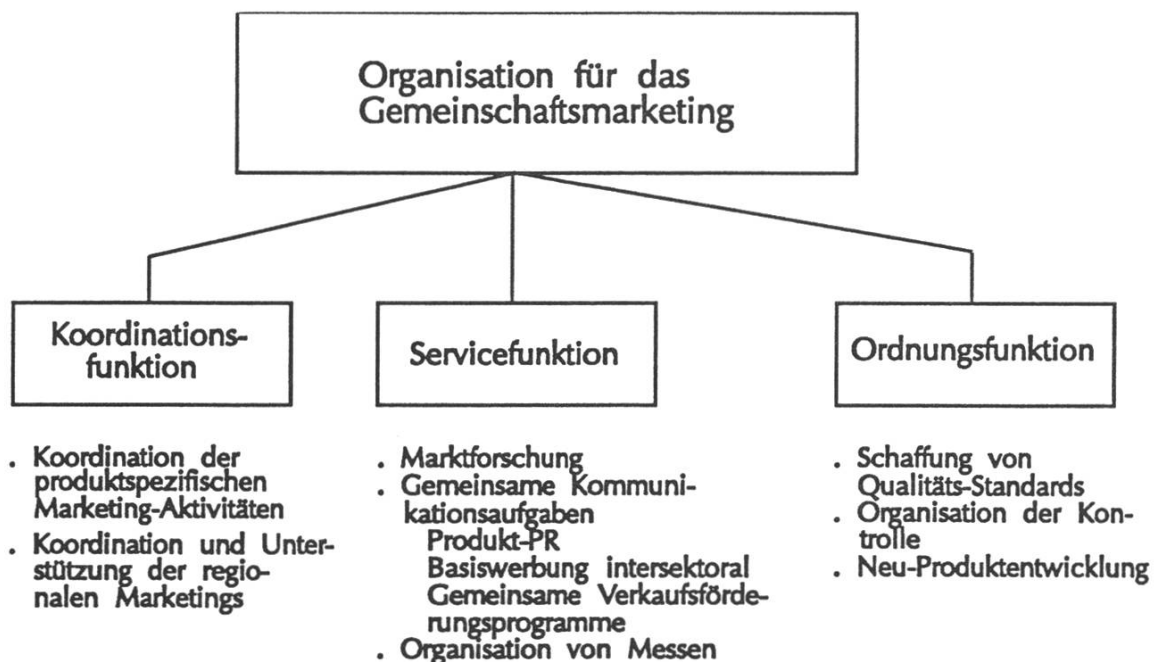 Organisation für das
Gemeinschaftsmarketing
Koordinations-
funktion
. Koordination der
produktspezifischen
Marketing-Aktivitäten
. Koordination und Unter-
stützung der regio-
nalen Marketings
Servicefunktion
. Marktforschung
. Gemeinsame Kommuni-
kationsaufgaben
Produkt-PR
Basiswerbung intersektoral
Gemeinsame Verkaufsförde-
rungsprogramme
. Organisation von Messen
Ordnungsfunktion
. Schaffung von
Qualitäts-Standards
. Organisation der Kon-
trolle
. Neu-Produktentwicklung